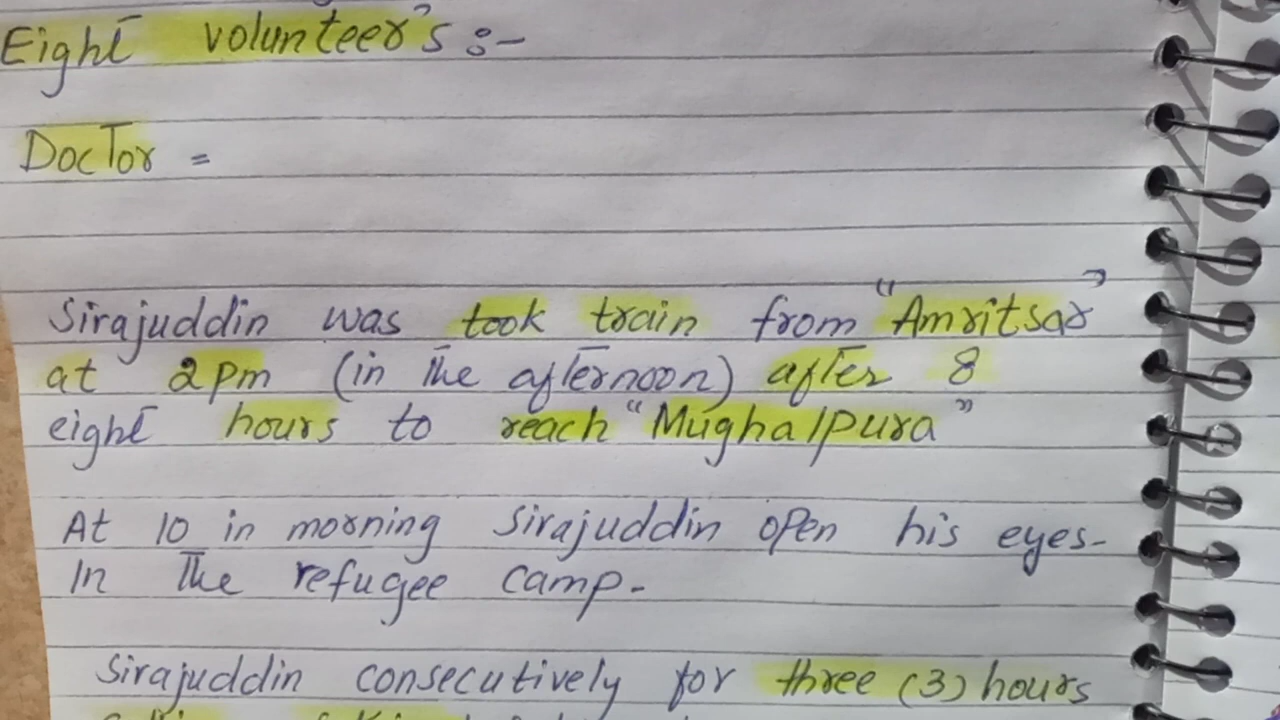 Eight volunteer's :-
Doctor =
Sirajuddin was took train from "Amritsar"
at 2pm (in the afternoon) after 8
eight hours to reach "Mughalpura"
At 10 in morning Sirajuddin open his eyes.
In the refugee camp.
Sirajuddin consecutively for three (3) hours